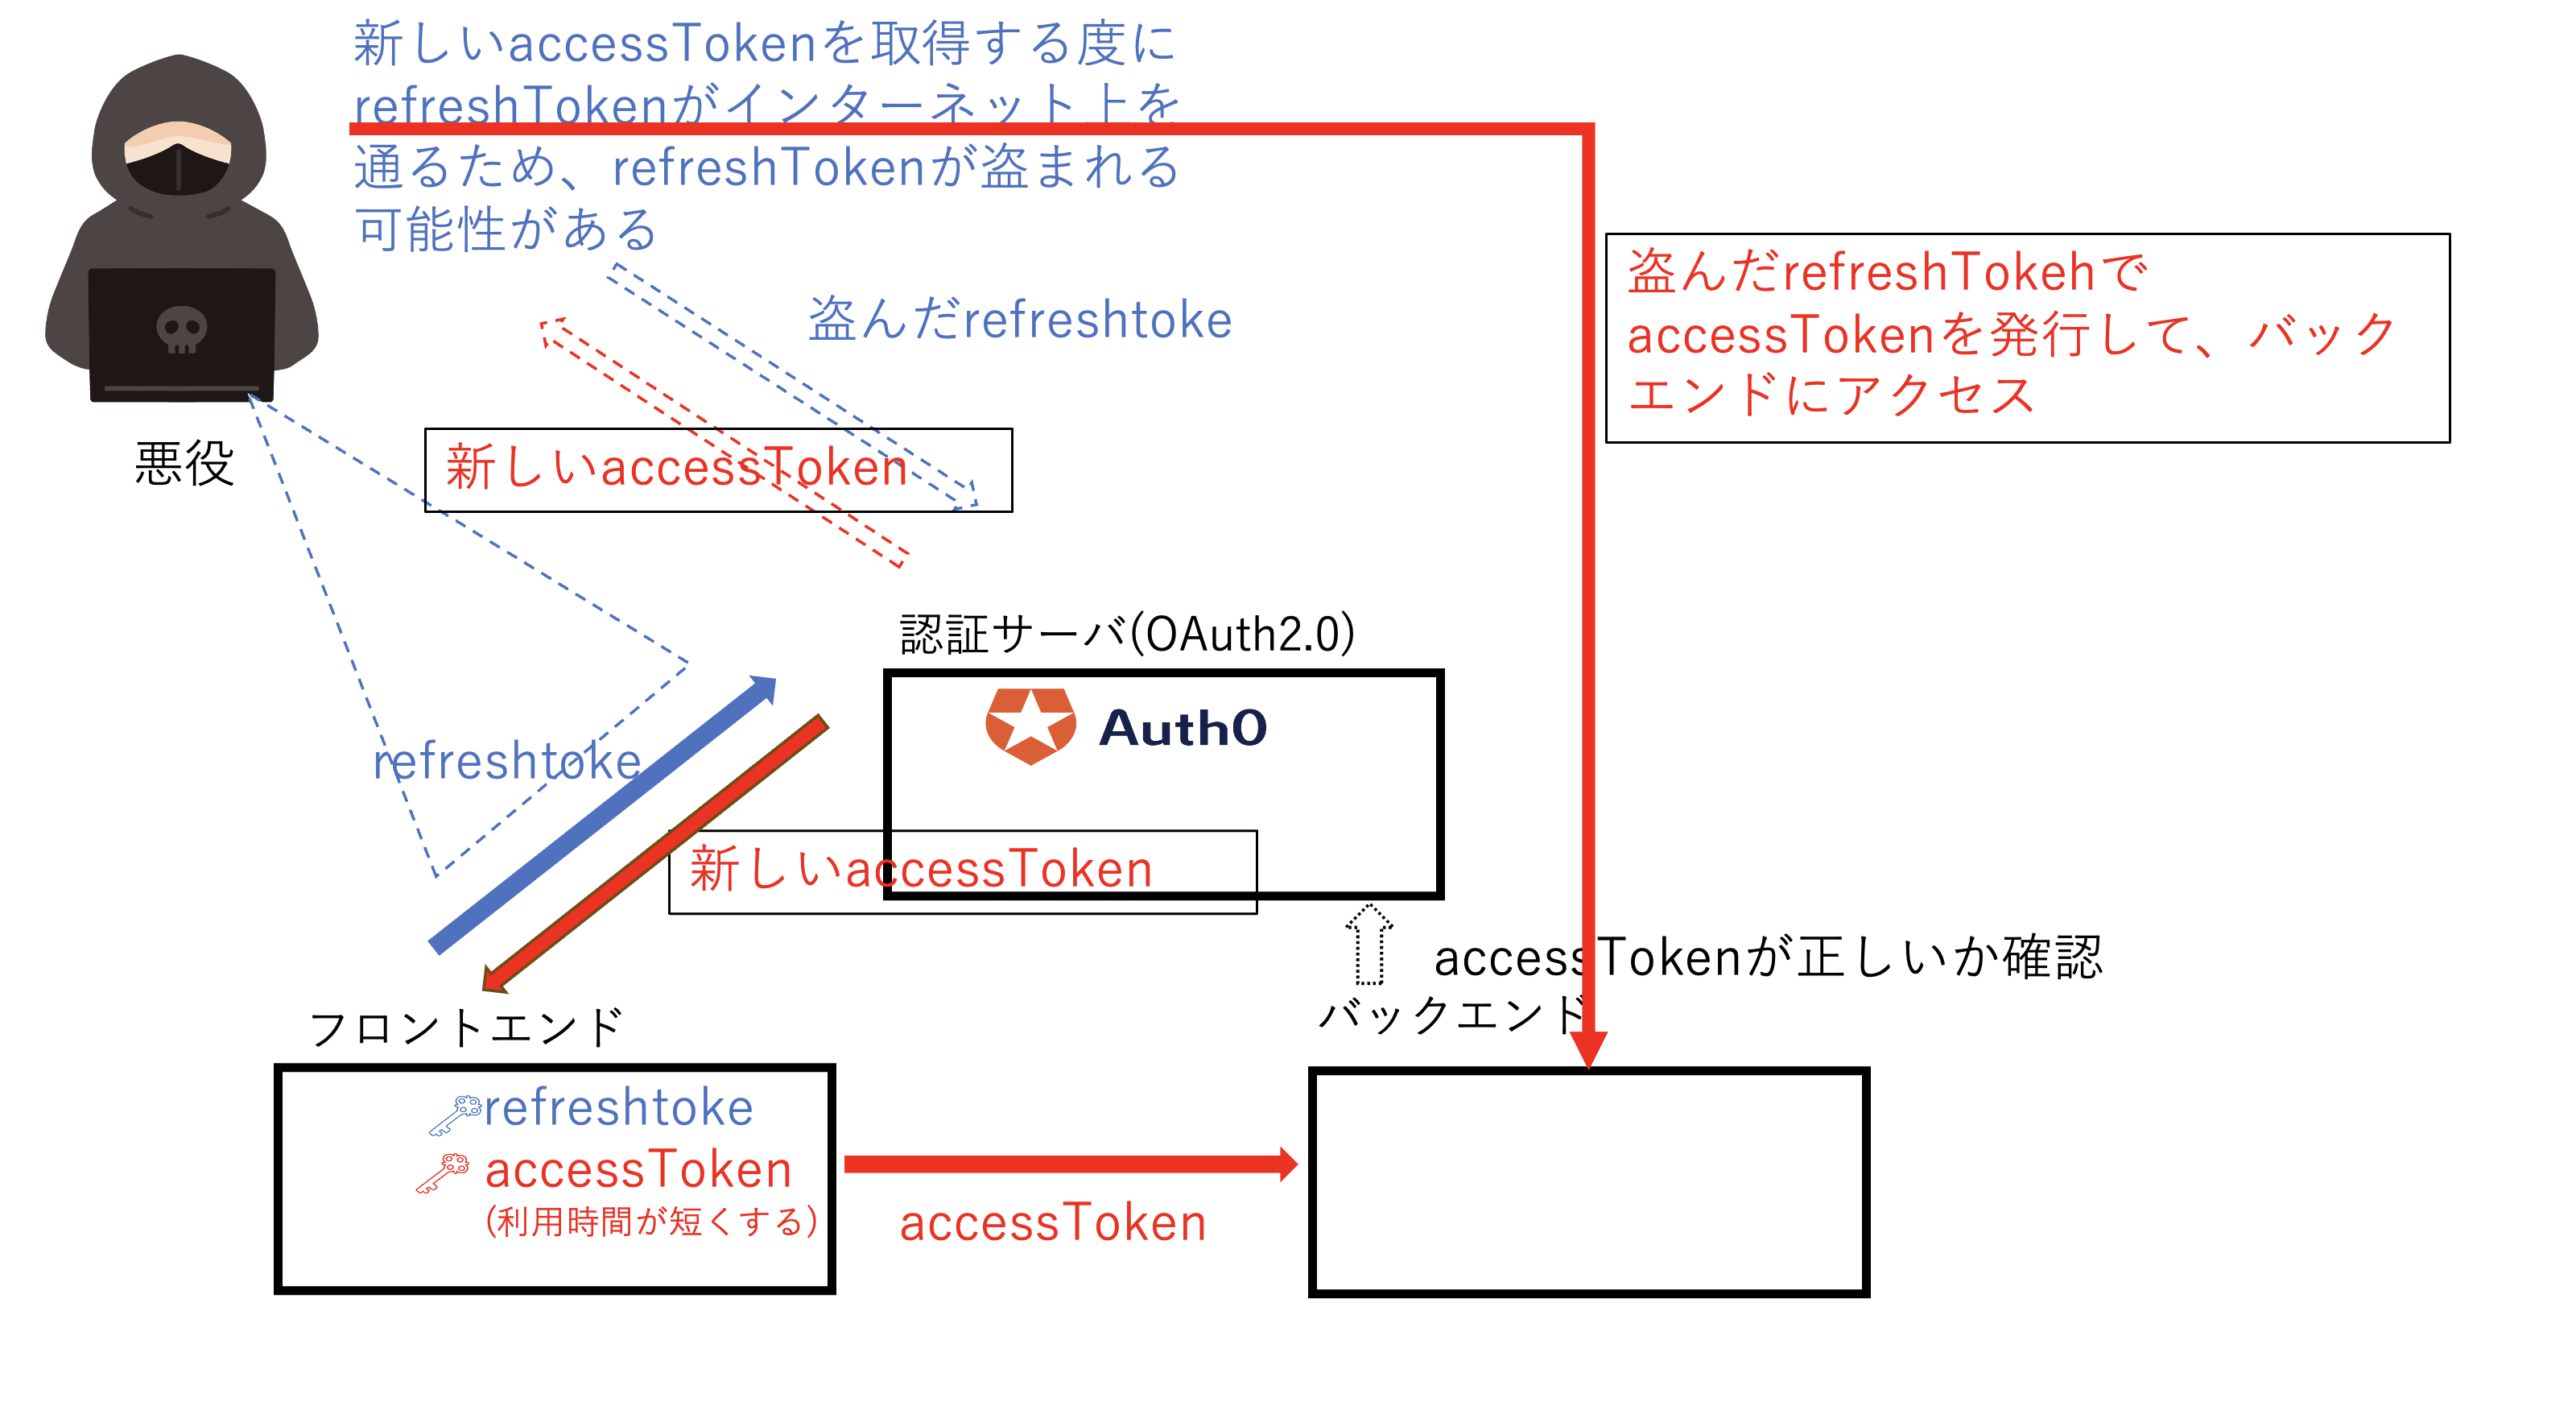 新しいaccessTokenを取得する度に
refreshTokenがインターネット上を
通るため、refreshTokenが盗まれる
可能性がある
盗んだrefreshTokehで
accessTokenを発行して、バック
エンドにアクセス
盗んだrefreshtoke
悪役
新しいaccessToken
認証サーバ(OAuth2.0)
Auth0
refreshtoke
新しいaccessToken
accessTokenが正しいか確認
バックエンド
フロントエンド
refreshtoke
accessToken
(利用時間が短くする)
accessToken